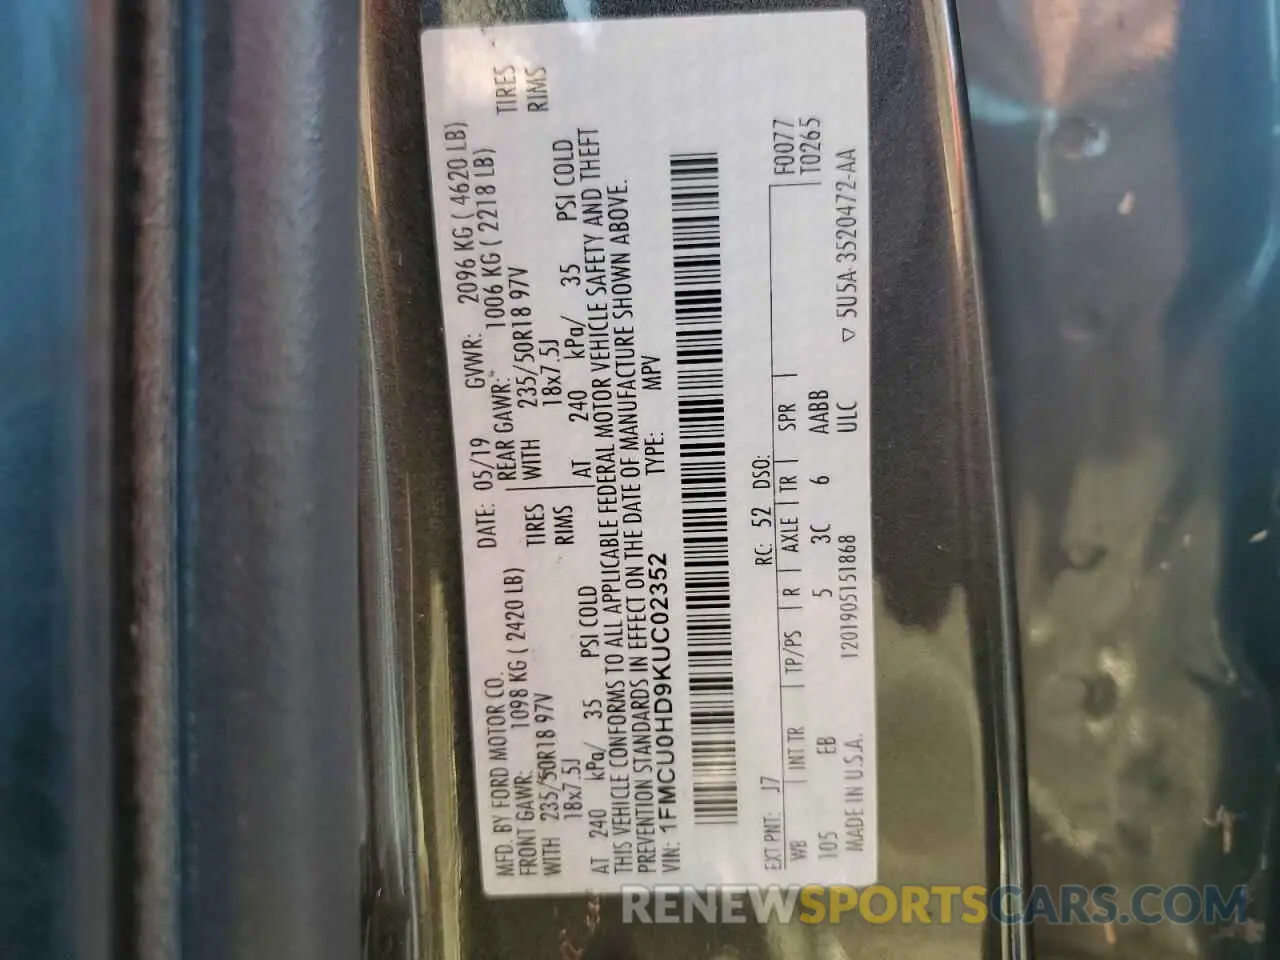 MFD. BY FORD MOTOR CO.
DATE: 05/19 GVWR: 2096 KG ( 4620 LB)
FRONT GAWR: 1098 KG ( 2420 LB)
REAR GAWR: 1006 KG ( 2218 LB)
WITH 235/50R18 97V TIRES
WITH 235/50R18 97V TIRES
18x7.5J RIMS
18x7.5J RIMS
AT 240 kPa/ 35 PSI COLD
AT 240 kPa/ 35 PSI COLD
THIS VEHICLE CONFORMS TO ALL APPLICABLE FEDERAL MOTOR VEHICLE SAFETY AND THEFT
PREVENTION STANDARDS IN EFFECT ON THE DATE OF MANUFACTURE SHOWN ABOVE.
VIN: 1FMCU0HD9KUC02352 TYPE: MPV
EXT PNT: J7 RC: 52 DSO: F0077
WB INT TR TP/PS R AXLE TR SPR T0265
105 EB 5 3C 6 AABB
MADE IN U.S.A. 1201905151868 ULC ▽ 5U5A-3520472-AA
RENEWSPORTSCARS.COM